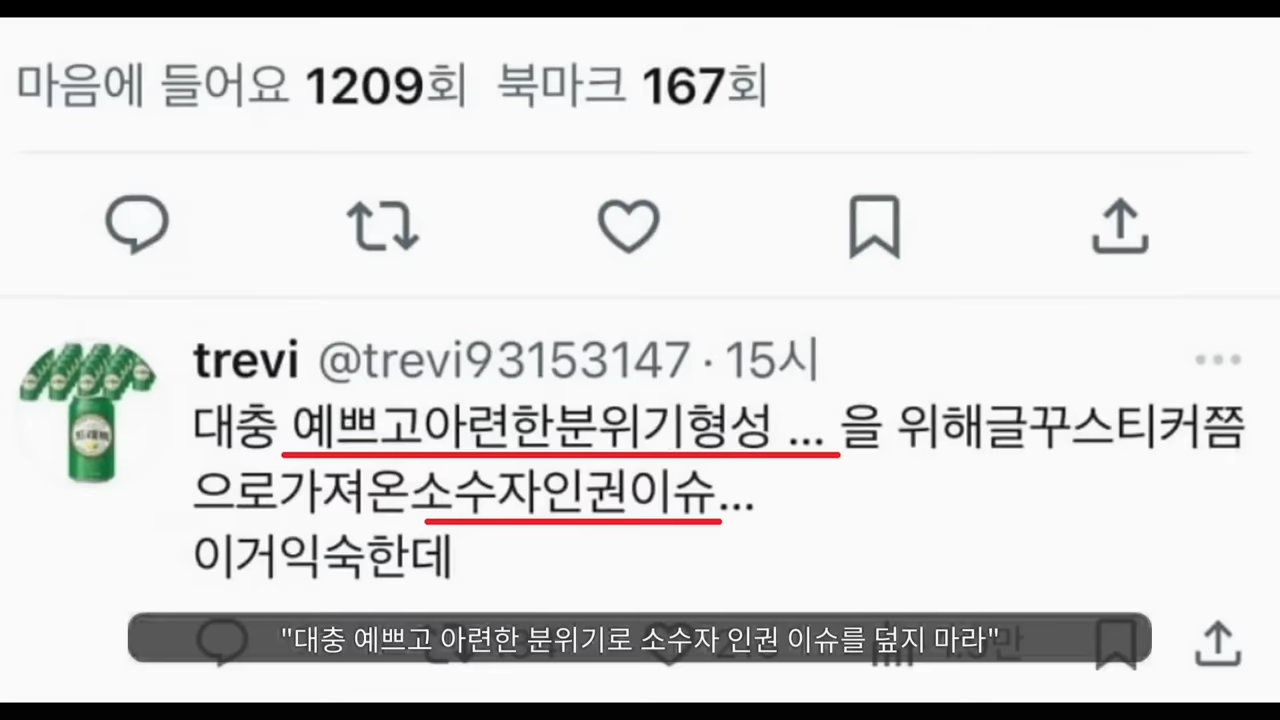 마음에 들어요 1209회 북마크 167회
trevi @trevi93153147 · 15시
대충 예쁘고아련한분위기형성 ... 을 위해글꾸스티커쯤
으로가져온소수자인권이슈...
이거익숙한데
"대충 예쁘고 아련한 분위기로 소수자 인권 이슈를 덮지 마라"